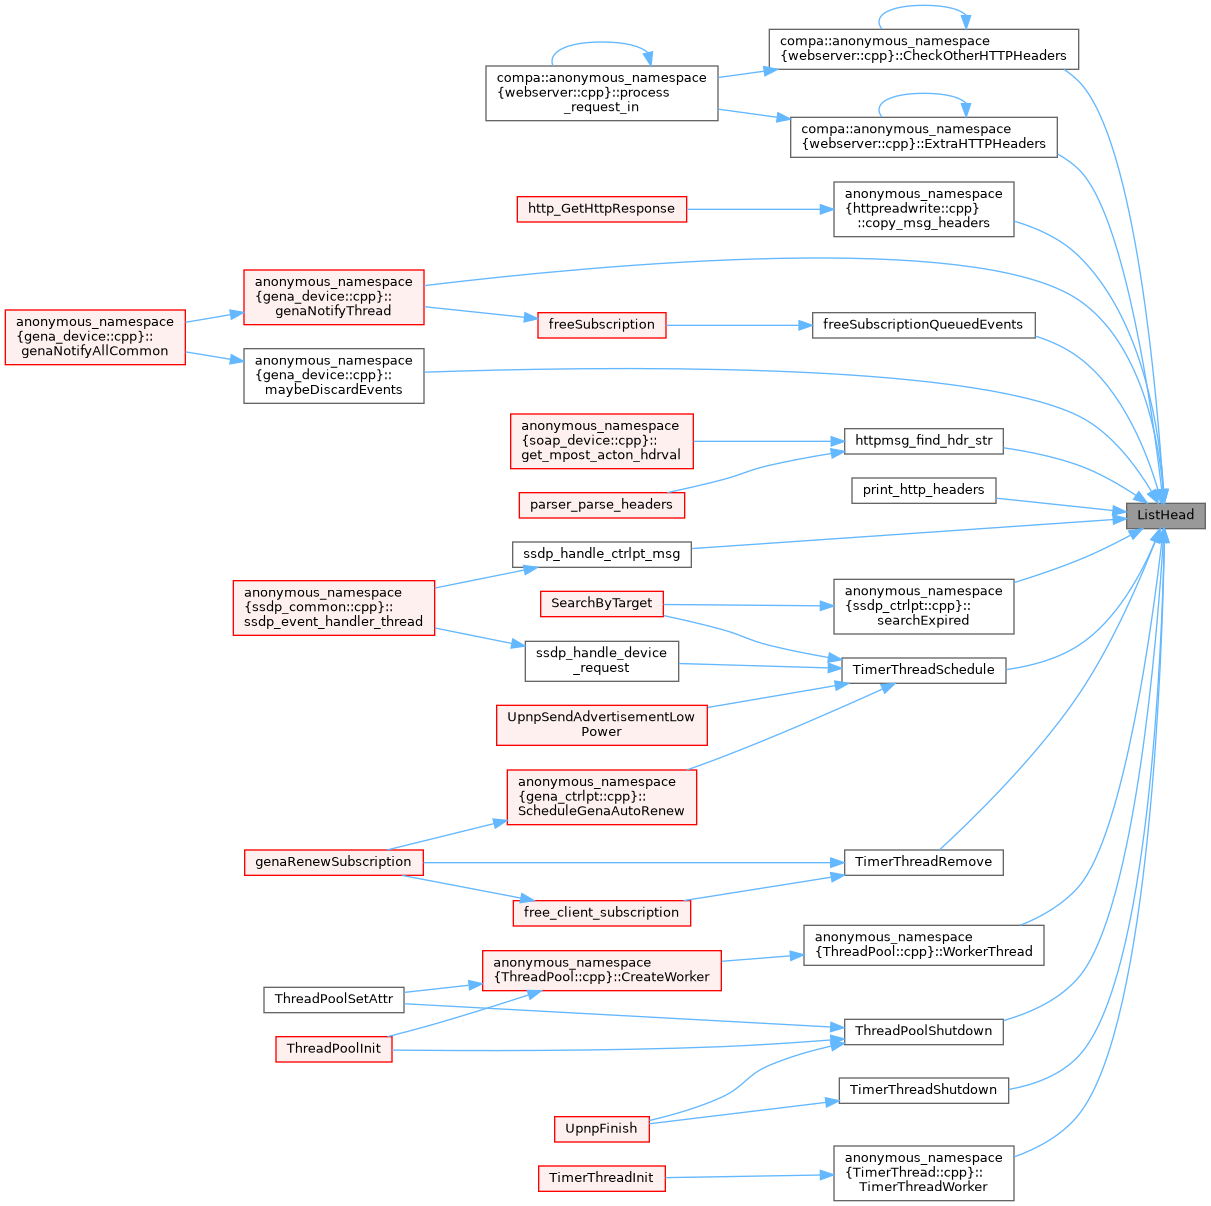 compa::anonymous_namespace
{webserver::cpp}::CheckOtherHTTPHeaders
compa::anonymous_namespace
{webserver::cpp}::process
_request_in
compa::anonymous_namespace
{webserver::cpp}::ExtraHTTPHeaders
anonymous_namespace
{httpreadwrite::cpp}
::copy_msg_headers
http_GetHttpResponse
anonymous_namespace
{gena_device::cpp}::
genaNotifyThread
anonymous_namespace
{gena_device::cpp}::
genaNotifyAllCommon
freeSubscription
freeSubscriptionQueuedEvents
anonymous_namespace
{gena_device::cpp}::
maybeDiscardEvents
anonymous_namespace
{soap_device::cpp}::
get_mpost_acton_hdrval
httpmsg_find_hdr_str
parser_parse_headers
print_http_headers
ListHead
ssdp_handle_ctrlpt_msg
anonymous_namespace
{ssdp_common::cpp}::
ssdp_event_handler_thread
SearchByTarget
anonymous_namespace
{ssdp_ctrlpt::cpp}::
searchExpired
ssdp_handle_device
_request
TimerThreadSchedule
UpnpSendAdvertisementLow
Power
anonymous_namespace
{gena_ctrlpt::cpp}::
ScheduleGenaAutoRenew
genaRenewSubscription
TimerThreadRemove
free_client_subscription
anonymous_namespace
{ThreadPool::cpp}::WorkerThread
anonymous_namespace
{ThreadPool::cpp}::CreateWorker
ThreadPoolSetAttr
ThreadPoolShutdown
ThreadPoolInit
TimerThreadShutdown
UpnpFinish
anonymous_namespace
{TimerThread::cpp}::
TimerThreadWorker
TimerThreadInit